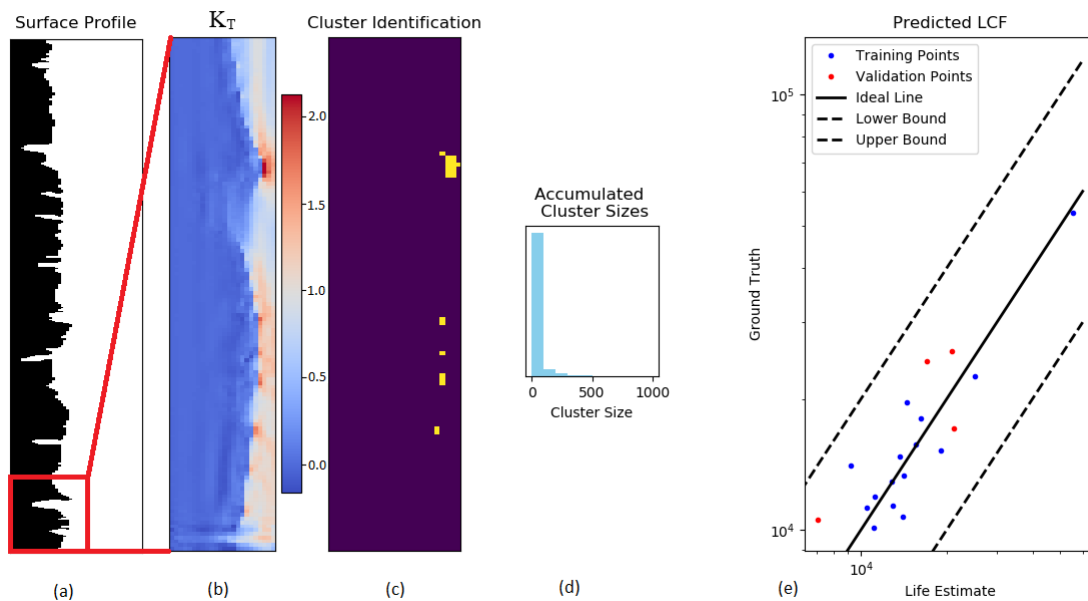 Surface Profile
K_T
Cluster Identification
Predicted LCF
2.0
1.5
1.0
0.5
0.0
Accumulated
Cluster Sizes
0
500
1000
Cluster Size
Training Points
Validation Points
Ideal Line
Lower Bound
Upper Bound
10^5
10^4
Ground Truth
10^4
Life Estimate
(a)
(b)
(c)
(d)
(e)